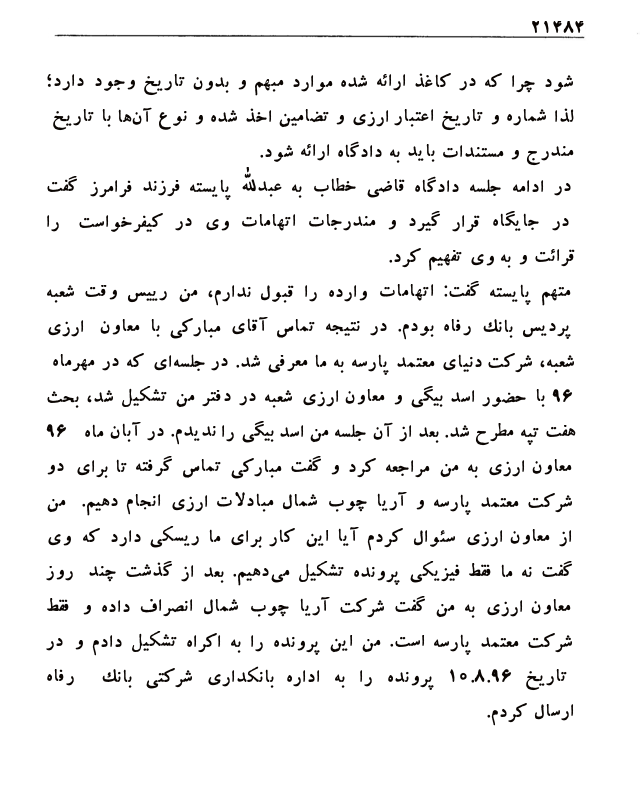 ۲۱۴۸۴
شود چرا که در کاغذ ارائه شده موارد مبهم و بدون تاریخ وجود دارد؛
لذا شماره و تاریخ اعتبار ارزی و تضامین اخذ شده و نوع آن‌ها با تاریخ
مندرج و مستندات باید به دادگاه ارائه شود.
در ادامه جلسه دادگاه قاضی خطاب به عبدالله پایسته فرزند فرامرز گفت
در جایگاه قرار گیرد و مندرجات اتهامات وی در کیفرخواست را
قرائت و به وی تفهیم کرد.
متهم پایسته گفت: اتهامات وارده را قبول ندارم، من رییس وقت شعبه
پردیس بانك رفاه بودم. در نتیجه تماس آقای مبارکی با معاون ارزی
شعبه، شرکت دنیای معتمد پارسه به ما معرفی شد. در جلسه‌ای که در مهرماه
۹۶ با حضور اسد بیگی و معاون ارزی شعبه در دفتر من تشکیل شد، بحث
هفت تپه مطرح شد. بعد از آن جلسه من اسد بیگی را ندیدم. در آبان ماه ۹۶
معاون ارزی به من مراجعه کرد و گفت مبارکی تماس گرفته تا برای دو
شرکت معتمد پارسه و آریا چوب شمال مبادلات ارزی انجام دهیم. من
از معاون ارزی سئوال کردم آیا این کار برای ما ریسکی دارد که وی
گفت نه ما فقط فیزیکی پرونده تشکیل می‌دهیم. بعد از گذشت چند روز
معاون ارزی به من گفت شرکت آریا چوب شمال انصراف داده و فقط
شرکت معتمد پارسه است. من این پرونده را به اکراه تشکیل دادم و در
تاریخ ۱۰.۸.۹۶ پرونده را به اداره بانکداری شرکتی بانك رفاه
ارسال کردم.